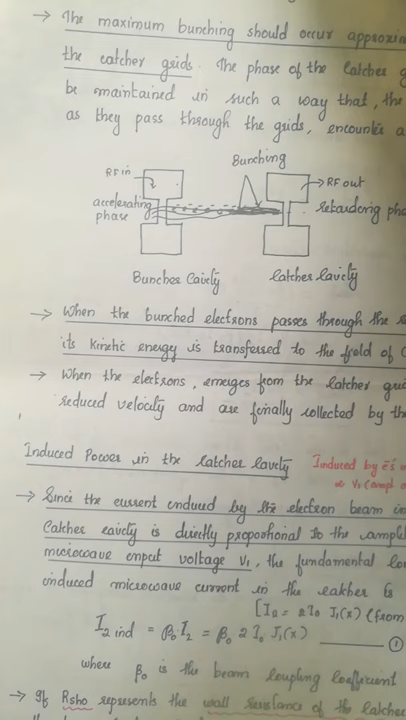 → The maximum bunching should occur approxim
the catcher grids. The phase of the catcher g
be maintained in such a way that, the
as they pass through the grids, encounter a
Bunching
RF in
→ RF out
accelerating
phase
retarding pha
Buncher Cavity
Catcher Cavity
→ When the bunched electrons passes through the
its Kinetic energy is transferred to the field of C
→ When the electrons, emerges from the catcher gri
reduced velocity and are finally collected by th
Induced Power in the catcher cavity
Induced by ē's in
∝ V₁ (ampl o
→ Since the current induced by the electron beam in
catcher cavity is directly propotional to the ampl
microwave input voltage V₁, the fundamental co
induced microwave current in the catcher is
[I₂ = 2I₀ J₁(x) (from
I₂ ind = β₀ I₂ = β₀ 2 I₀ J₁(x) ①
where β₀ is the beam coupling coefficient
→ If Rsho represents the wall resistance of the catcher